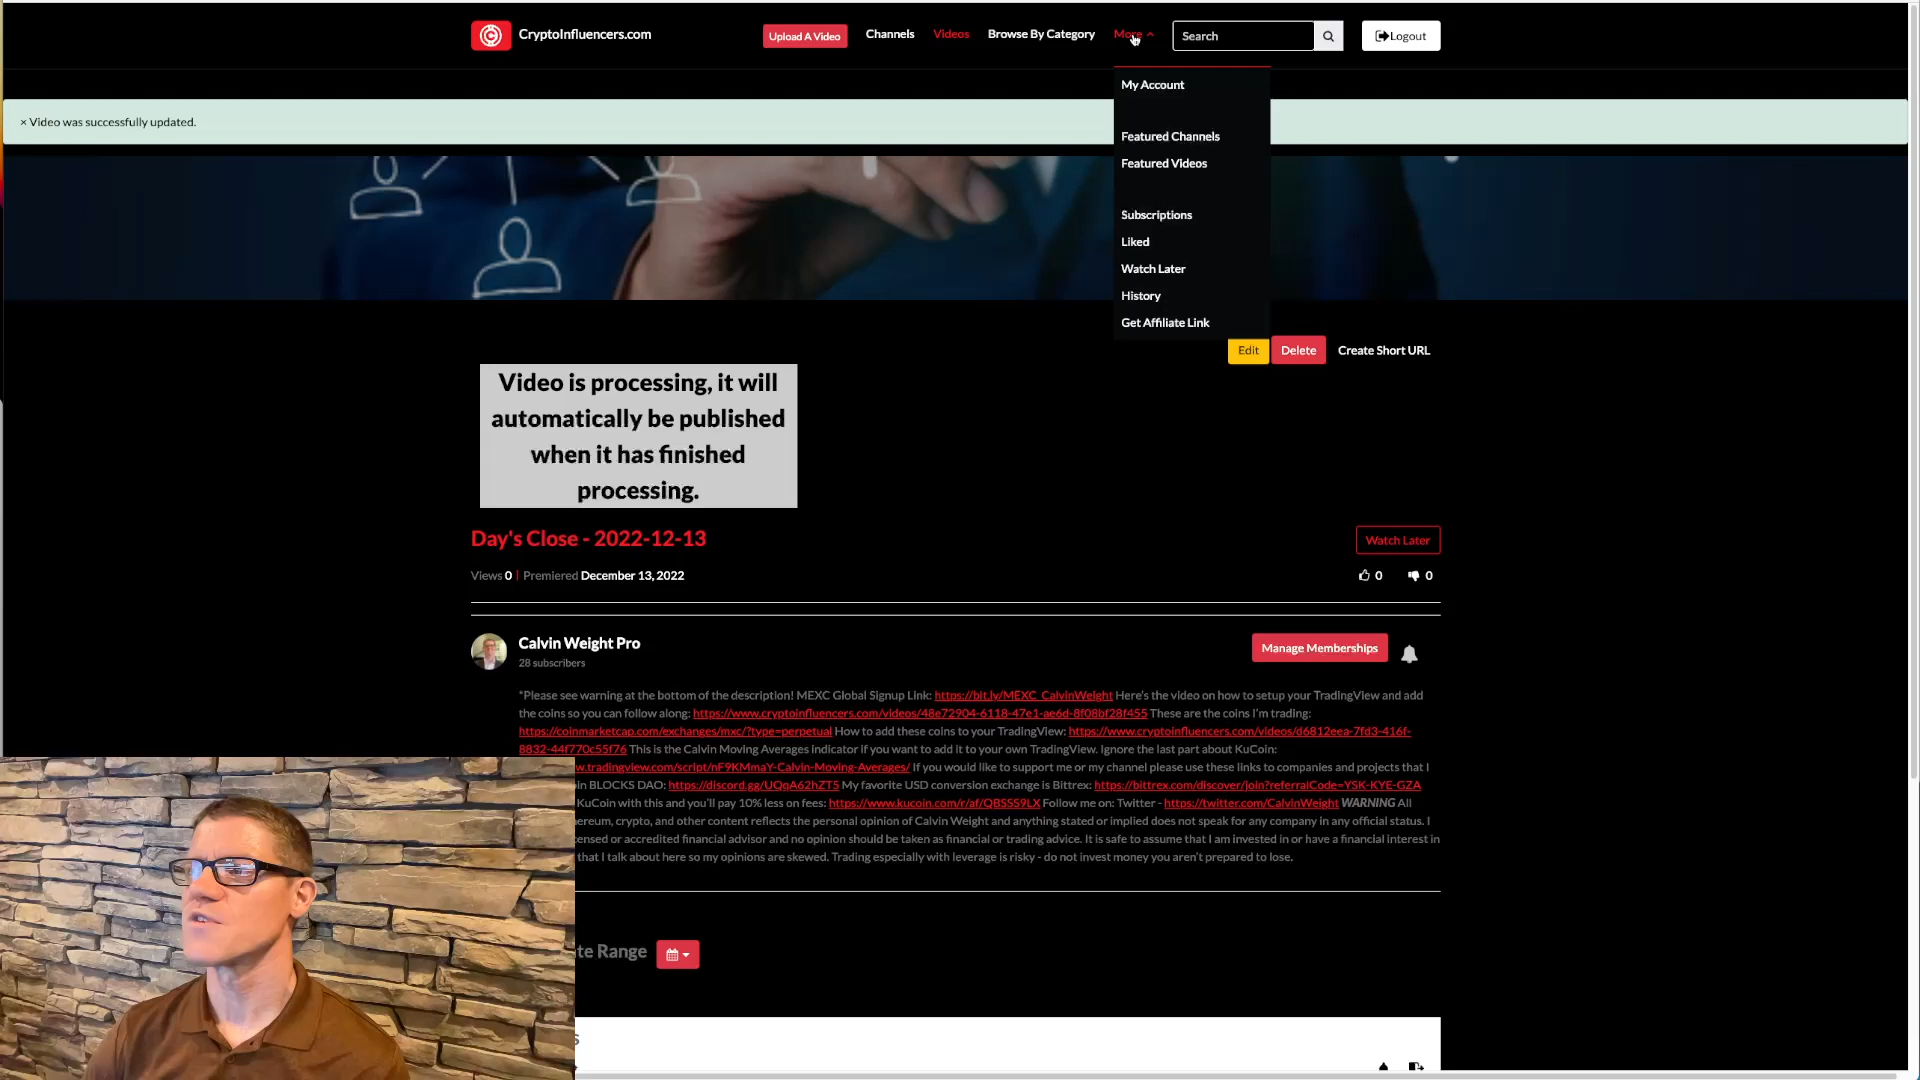 CryptoInfluencers.com
Upload A Video
Channels
Videos
Browse By Category
More
Search
Logout
My Account
Featured Channels
Featured Videos
Subscriptions
Liked
Watch Later
History
Get Affiliate Link
× Video was successfully updated.
Edit
Delete
Create Short URL
Video is processing, it will
automatically be published
when it has finished
processing.
Day's Close - 2022-12-13
Watch Later
Views 0 | Premiered December 13, 2022
0
0
Calvin Weight Pro
28 subscribers
Manage Memberships
*Please see warning at the bottom of the description! MEXC Global Signup Link: https://bit.ly/MEXC_CalvinWeight Here's the video on how to setup your TradingView and add
the coins so you can follow along: https://www.cryptoinfluencers.com/videos/48e72904-6118-47e1-ae6d-8f08bf28f455 These are the coins I'm trading:
https://coinmarketcap.com/exchanges/mxc/?type=perpetual How to add these coins to your TradingView: https://www.cryptoinfluencers.com/videos/d6812eea-7fd3-416f-
8832-44f770c55f76 This is the Calvin Moving Averages indicator if you want to add it to your own TradingView. Ignore the last part about KuCoin:
w.tradingview.com/script/nF9KMmaY-Calvin-Moving-Averages/ If you would like to support me or my channel please use these links to companies and projects that I
in BLOCKS DAO: https://discord.gg/UQqA62hZT5 My favorite USD conversion exchange is Bittrex: https://bittrex.com/discover/join?referralCode=YSK-KYE-GZA
KuCoin with this and you'll pay 10% less on fees: https://www.kucoin.com/r/af/QBSSS9LX Follow me on: Twitter - https://twitter.com/CalvinWeight WARNING All
ereum, crypto, and other content reflects the personal opinion of Calvin Weight and anything stated or implied does not speak for any company in any official status. I
ensed or accredited financial advisor and no opinion should be taken as financial or trading advice. It is safe to assume that I am invested in or have a financial interest in
that I talk about here so my opinions are skewed. Trading especially with leverage is risky - do not invest money you aren't prepared to lose.
te Range
s